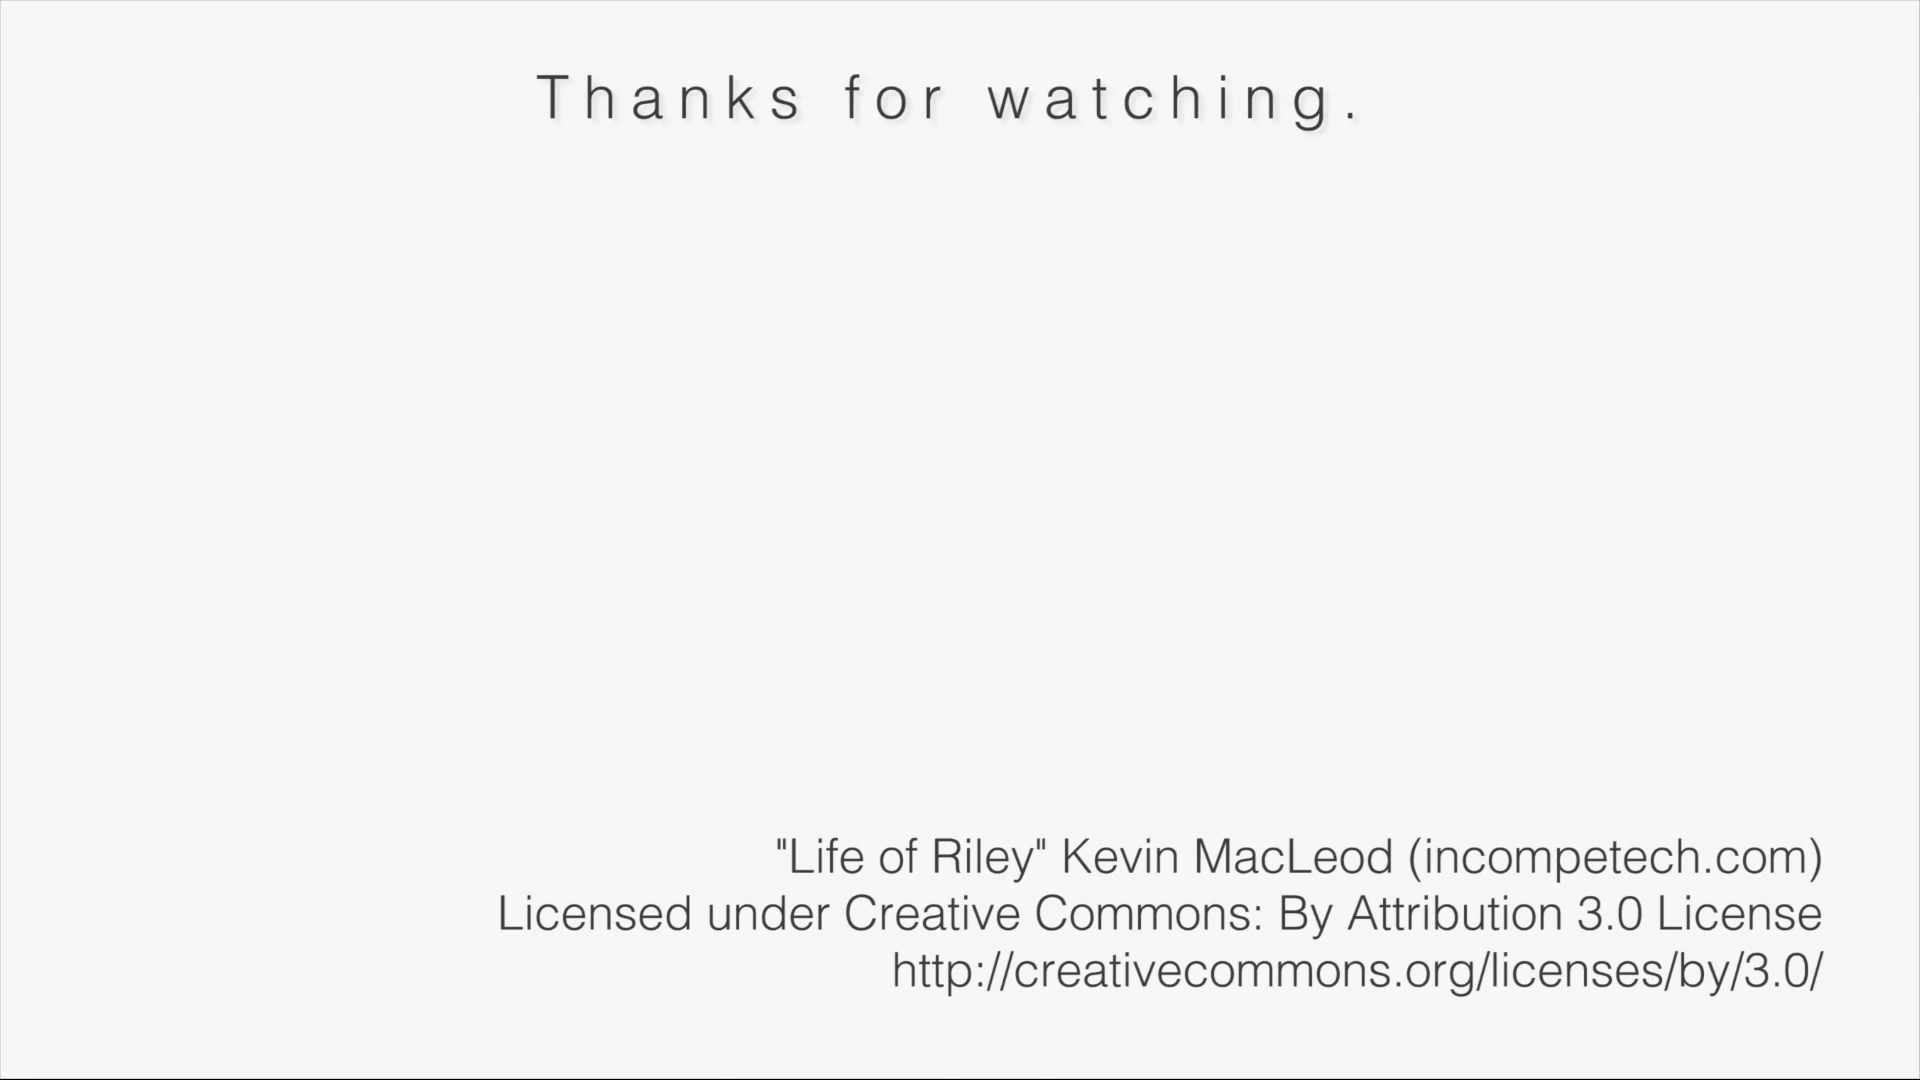 Thanks for watching.
"Life of Riley" Kevin MacLeod (incompetech.com)
Licensed under Creative Commons: By Attribution 3.0 License
http://creativecommons.org/licenses/by/3.0/